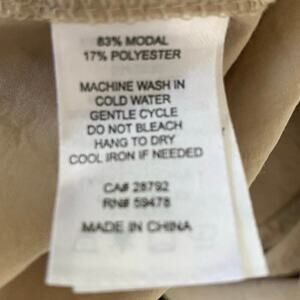 83% MODAL
17% POLYESTER
MACHINE WASH IN
COLD WATER
GENTLE CYCLE
DO NOT BLEACH
HANG TO DRY
COOL IRON IF NEEDED
CA# 28792
RN# 59478
MADE IN CHINA